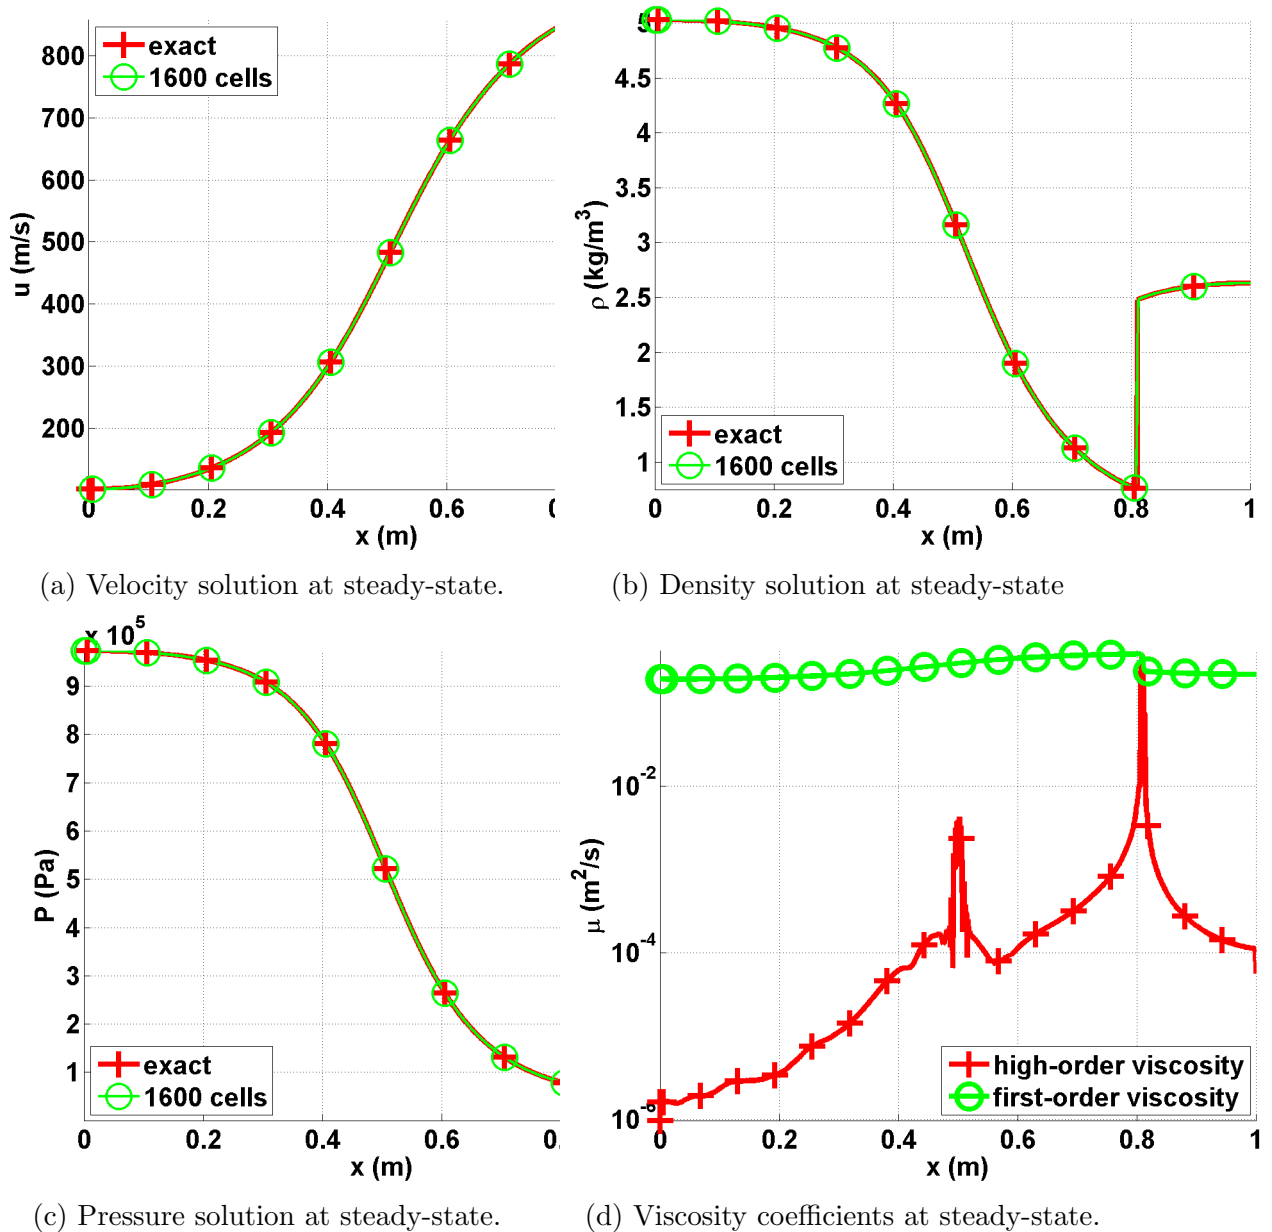 exact
1600 cells
800
700
600
500
400
300
200
u (m/s)
0 0.2 0.4 0.6
x (m)
(a) Velocity solution at steady-state.
5
4.5
4
3.5
3
2.5
2
1.5
1
ρ (kg/m³)
exact
1600 cells
0 0.2 0.4 0.6 0.8 1
x (m)
(b) Density solution at steady-state
x 10⁵
9
8
7
6
5
4
3
2
1
P (Pa)
exact
1600 cells
0 0.2 0.4 0.6
x (m)
(c) Pressure solution at steady-state.
10⁻²
10⁻⁴
10⁻⁶
μ (m²/s)
high-order viscosity
first-order viscosity
0 0.2 0.4 0.6 0.8 1
x (m)
(d) Viscosity coefficients at steady-state.